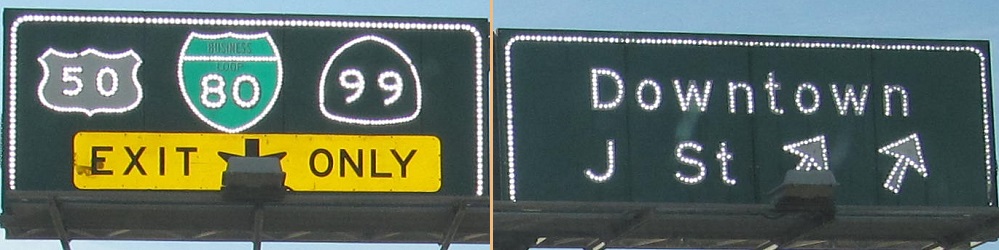 50 BUSINESS LOOP 80 99
EXIT ONLY
Downtown
J St